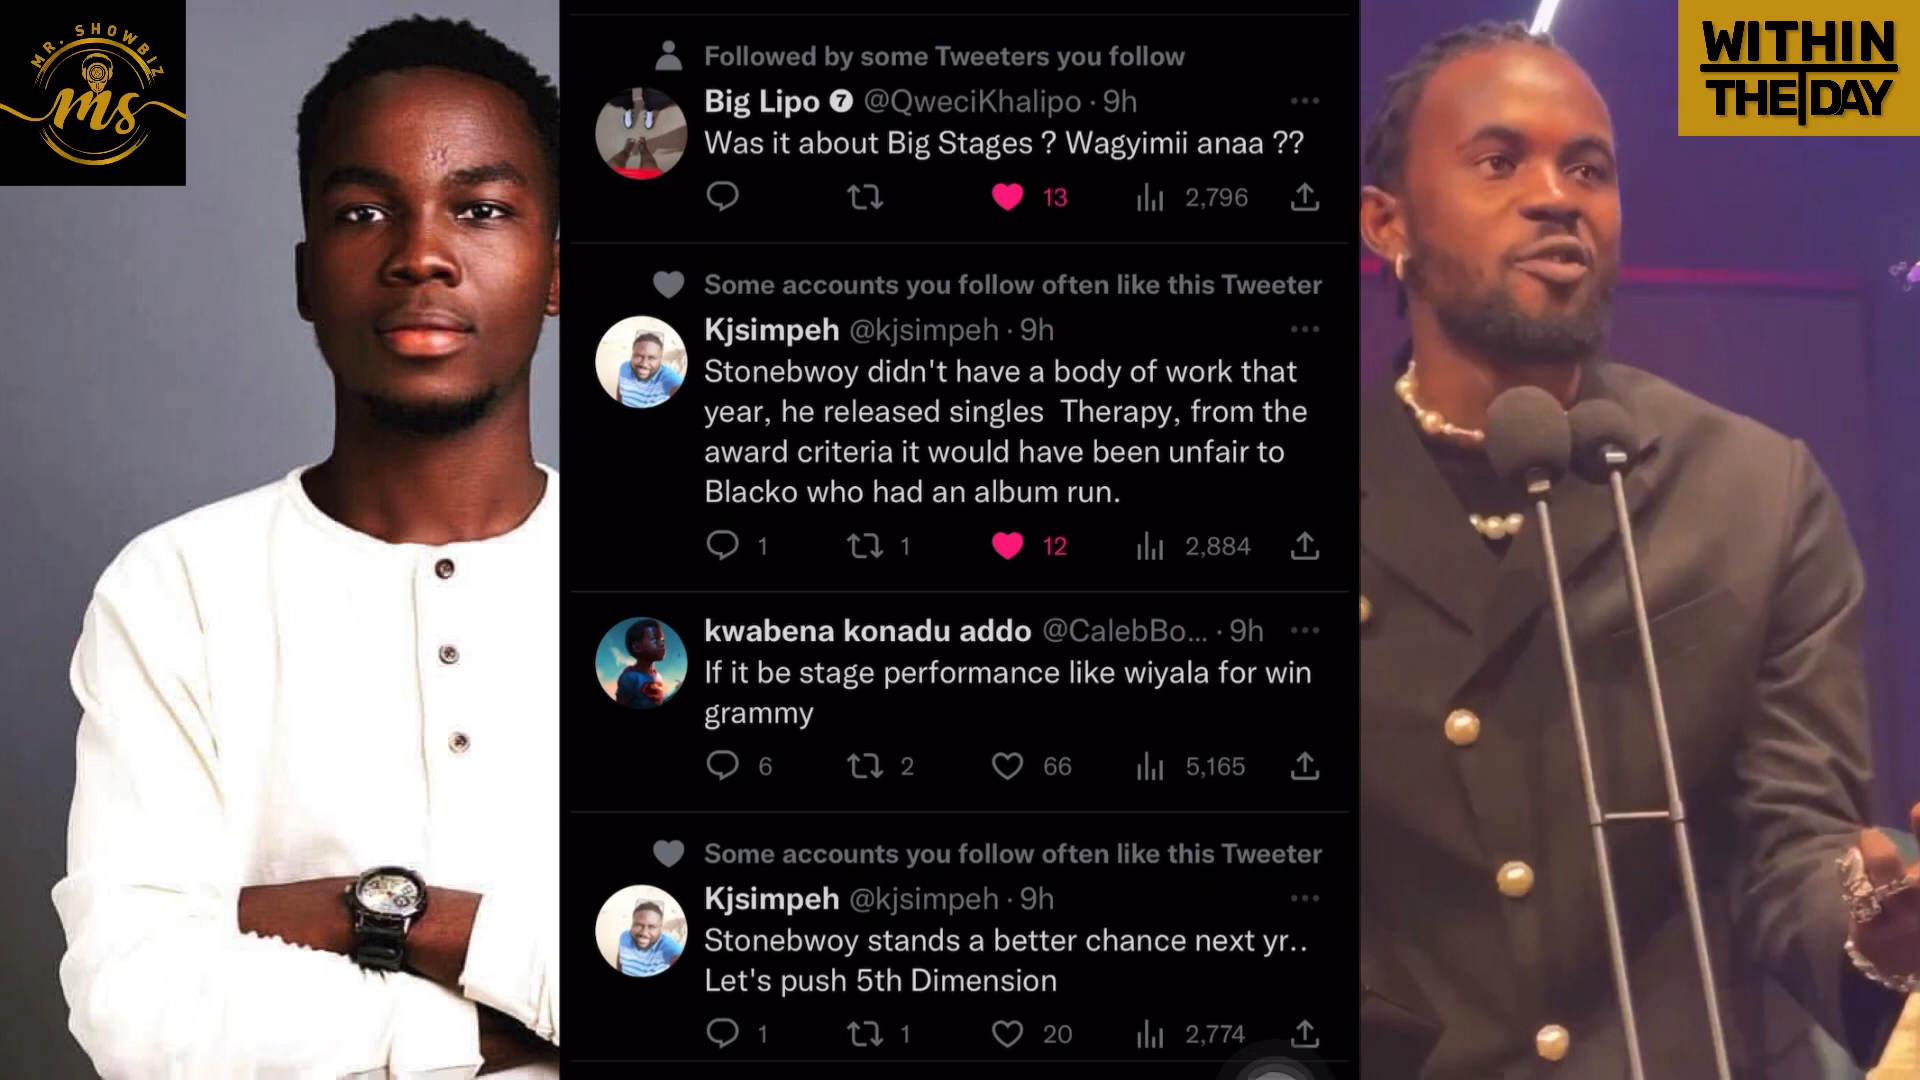 MR. SHOWBIZ
ms
Followed by some Tweeters you follow
Big Lipo 7 @QweciKhalipo · 9h
Was it about Big Stages ? Wagyimii anaa ??
13 2,796
Some accounts you follow often like this Tweeter
Kjsimpeh @kjsimpeh · 9h
Stonebwoy didn't have a body of work that
year, he released singles  Therapy, from the
award criteria it would have been unfair to
Blacko who had an album run.
1 1 12 2,884
kwabena konadu addo @CalebBo... · 9h
If it be stage performance like wiyala for win
grammy
6 2 66 5,165
Some accounts you follow often like this Tweeter
Kjsimpeh @kjsimpeh · 9h
Stonebwoy stands a better chance next yr..
Let's push 5th Dimension
1 1 20 2,774
WITHIN
THE DAY